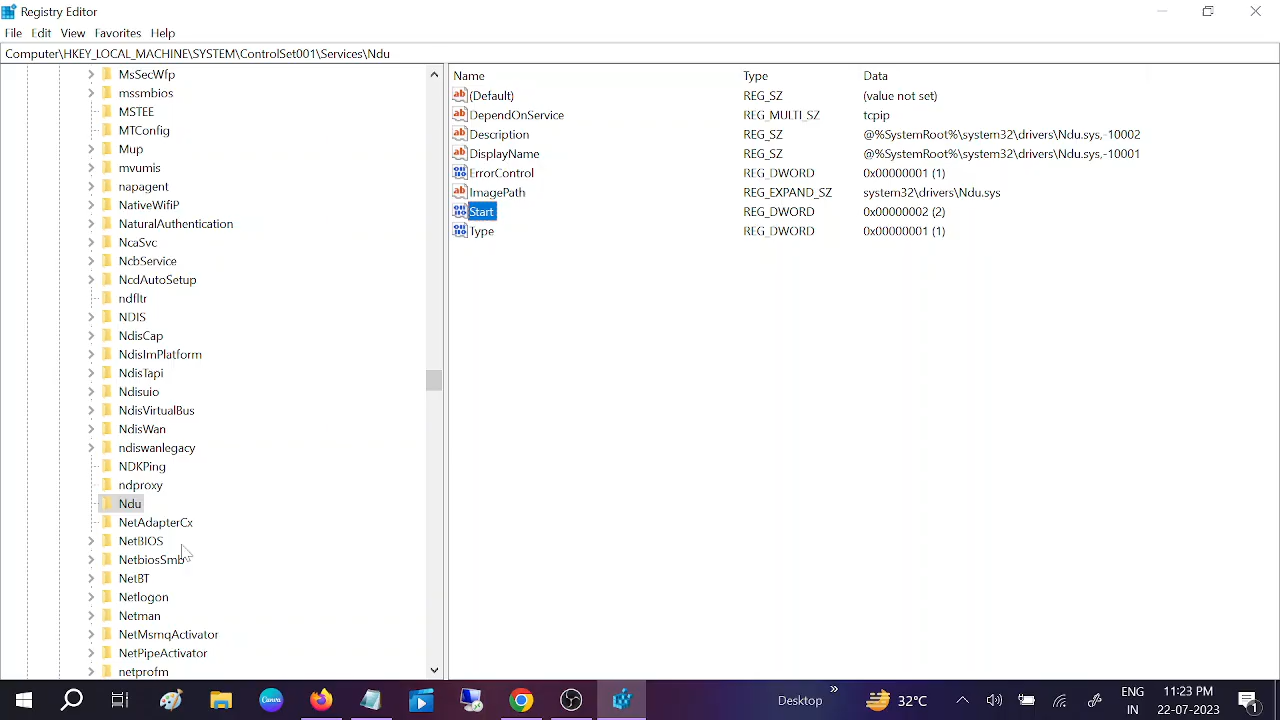 Registry Editor
File Edit View Favorites Help
Computer\HKEY_LOCAL_MACHINE\SYSTEM\ControlSet001\Services\Ndu
MsSecWfp
mssmbios
MSTEE
MTConfig
Mup
mvumis
napagent
NativeWifiP
NaturalAuthentication
NcaSvc
NcbService
NcdAutoSetup
ndfltr
NDIS
NdisCap
NdisImPlatform
NdisTapi
Ndisuio
NdisVirtualBus
NdisWan
ndiswanlegacy
NDKPing
ndproxy
Ndu
NetAdapterCx
NetBIOS
NetbiosSmb
NetBT
Netlogon
Netman
NetMsmqActivator
NetPipeActivator
netprofm
Name Type Data
(Default) REG_SZ (value not set)
DependOnService REG_MULTI_SZ tcpip
Description REG_SZ @%SystemRoot%\system32\drivers\Ndu.sys,-10002
DisplayName REG_SZ @%SystemRoot%\system32\drivers\Ndu.sys,-10001
ErrorControl REG_DWORD 0x00000001 (1)
ImagePath REG_EXPAND_SZ system32\drivers\Ndu.sys
Start REG_DWORD 0x00000002 (2)
Type REG_DWORD 0x00000001 (1)
Canva
Desktop
32°C
ENG
IN
11:23 PM
22-07-2023
1